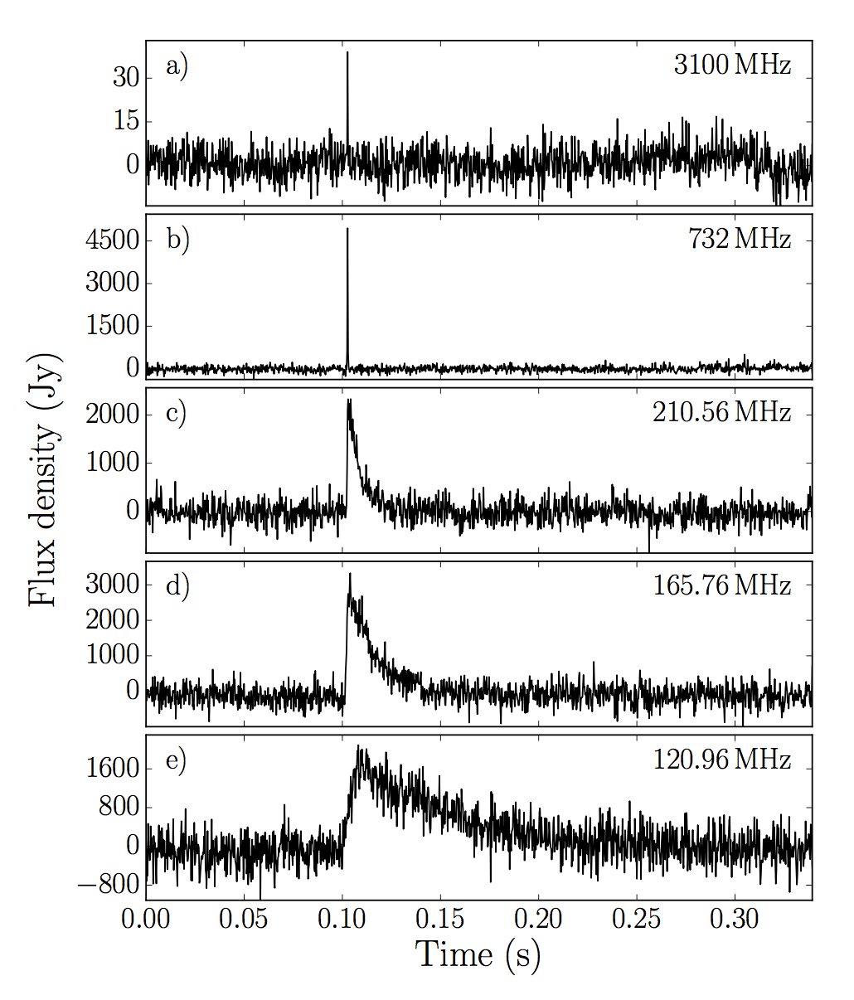 a) 3100 MHz
30
15
0
b) 732 MHz
4500
3000
1500
0
c) 210.56 MHz
2000
1000
0
d) 165.76 MHz
3000
2000
1000
0
e) 120.96 MHz
1600
800
0
−800
0.00 0.05 0.10 0.15 0.20 0.25 0.30
Time (s)
Flux density (Jy)